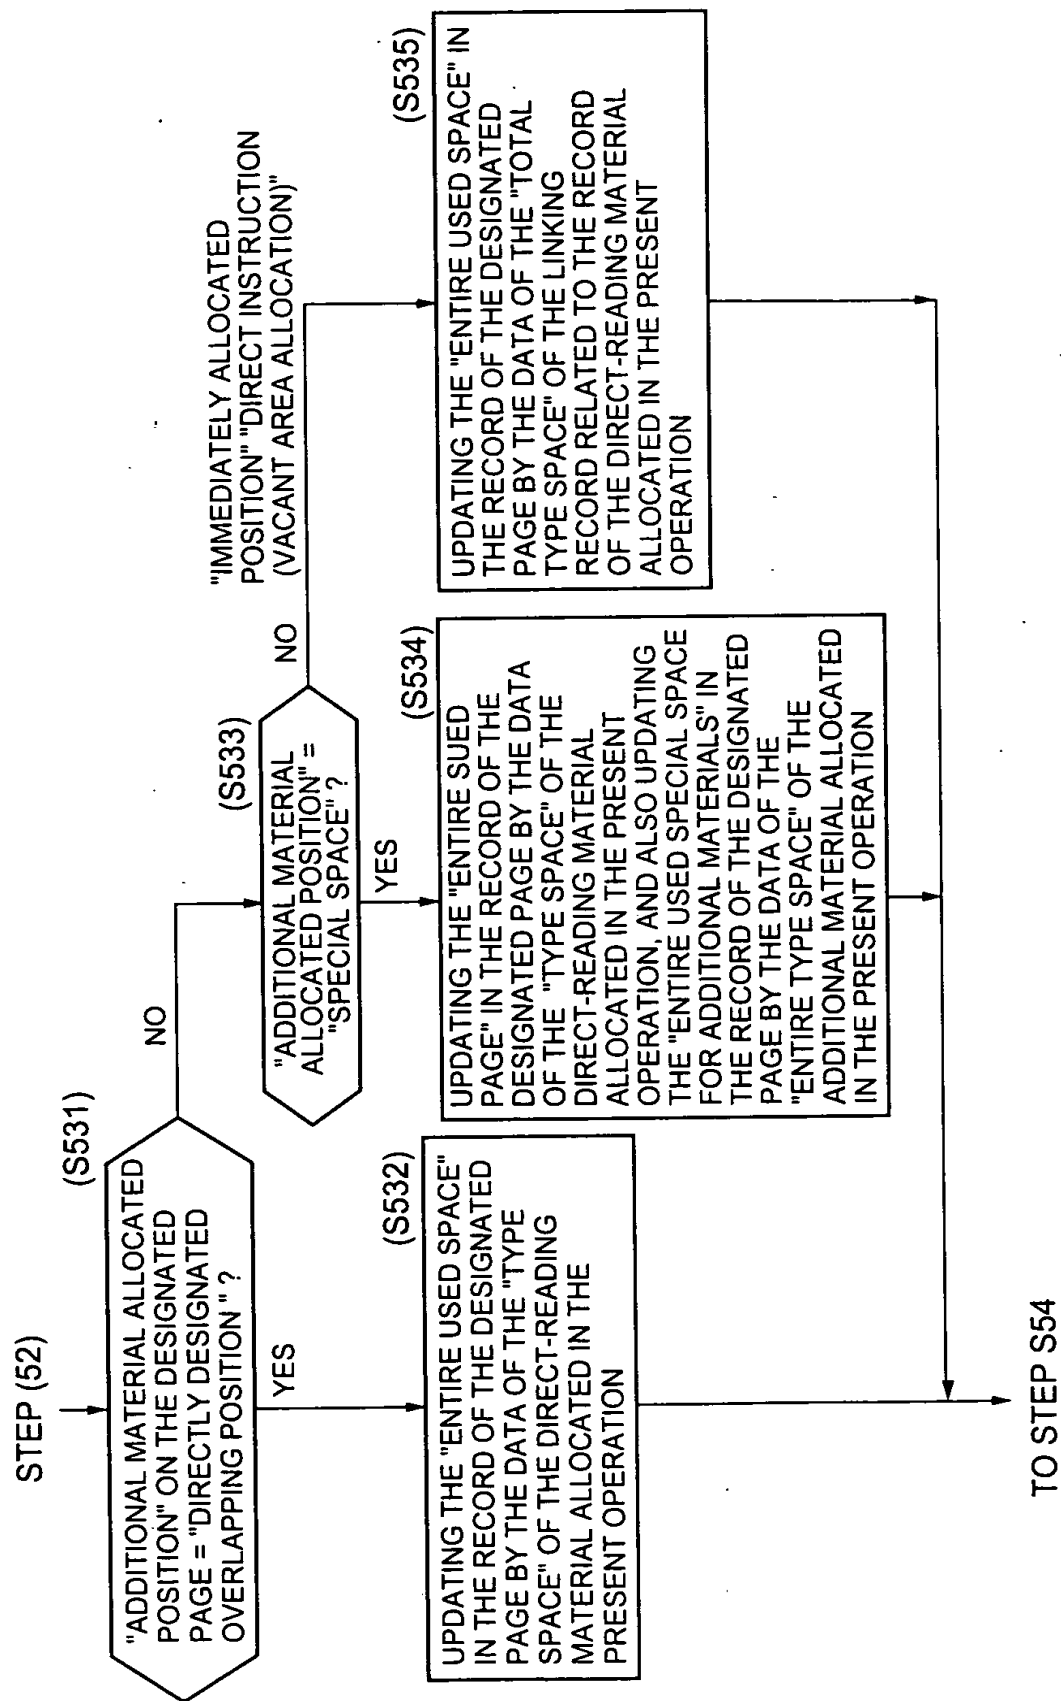 STEP (52)
(S531)
"ADDITIONAL MATERIAL ALLOCATED
POSITION" ON THE DESIGNATED
PAGE = "DIRECTLY DESIGNATED
OVERLAPPING POSITION" ?
YES
NO
(S532)
UPDATING THE "ENTIRE USED SPACE"
IN THE RECORD OF THE DESIGNATED
PAGE BY THE DATA OF THE "TYPE
SPACE" OF THE DIRECT-READING
MATERIAL ALLOCATED IN THE
PRESENT OPERATION
(S533)
"ADDITIONAL MATERIAL
ALLOCATED POSITION" =
"SPECIAL SPACE" ?
YES
NO
(S534)
UPDATING THE "ENTIRE SUED
PAGE" IN THE RECORD OF THE
DESIGNATED PAGE BY THE DATA
OF THE "TYPE SPACE" OF THE
DIRECT-READING MATERIAL
ALLOCATED IN THE PRESENT
OPERATION, AND ALSO UPDATING
THE "ENTIRE USED SPECIAL SPACE
FOR ADDITIONAL MATERIALS" IN
THE RECORD OF THE DESIGNATED
PAGE BY THE DATA OF THE
"ENTIRE TYPE SPACE" OF THE
ADDITIONAL MATERIAL ALLOCATED
IN THE PRESENT OPERATION
"IMMEDIATELY ALLOCATED
POSITION" "DIRECT INSTRUCTION
(VACANT AREA ALLOCATION)"
(S535)
UPDATING THE "ENTIRE USED SPACE" IN
THE RECORD OF THE DESIGNATED
PAGE BY THE DATA OF THE "TOTAL
TYPE SPACE" OF THE LINKING
RECORD RELATED TO THE RECORD
OF THE DIRECT-READING MATERIAL
ALLOCATED IN THE PRESENT
OPERATION
TO STEP S54